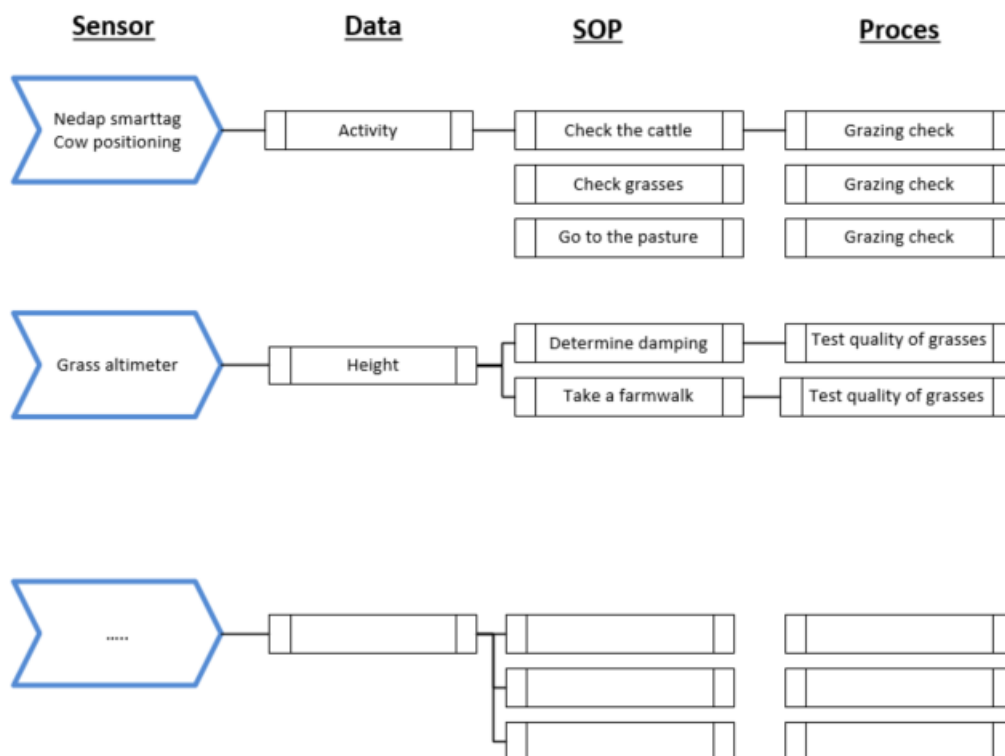 Sensor Data SOP Proces
Nedap smarttag
Cow positioning
Activity Check the cattle Grazing check
Check grasses Grazing check
Go to the pasture Grazing check
Grass altimeter Height
Determine damping Test quality of grasses
Take a farmwalk Test quality of grasses
.....